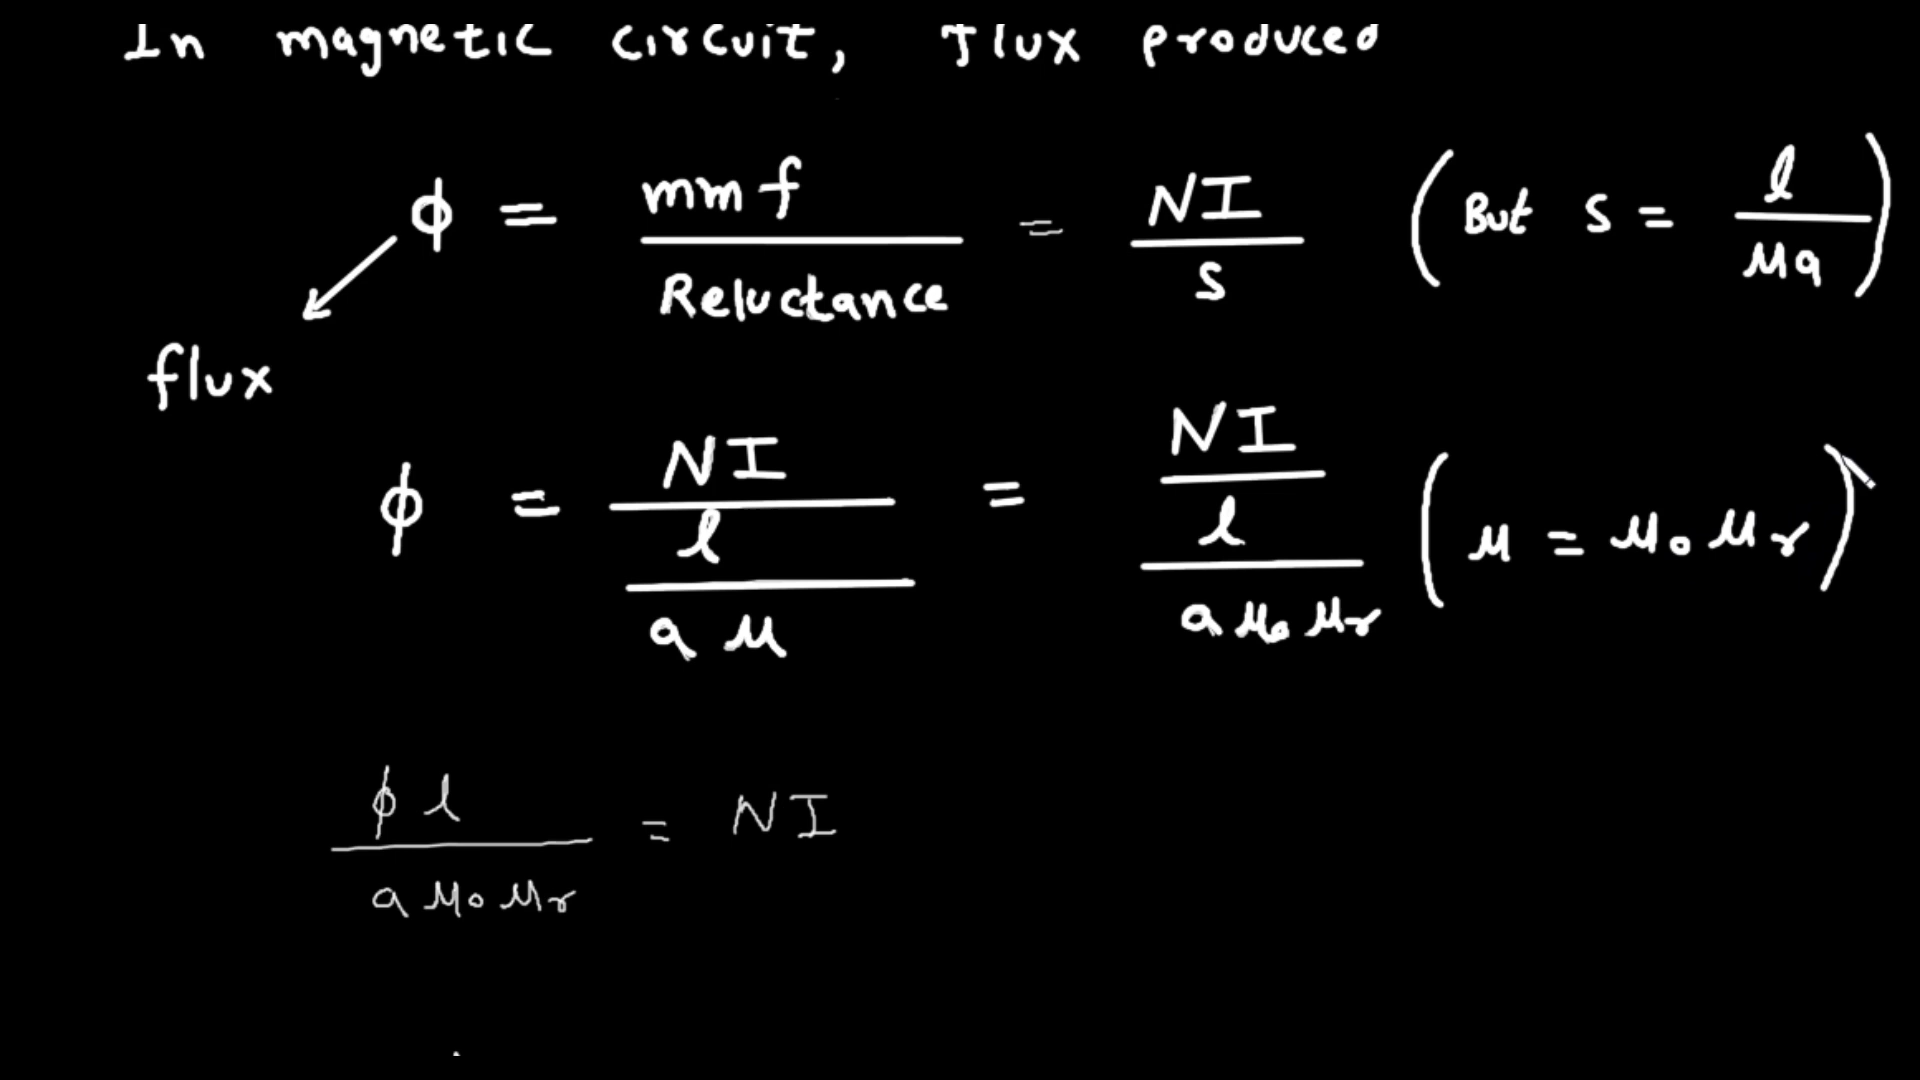 In magnetic circuit, flux produced
ϕ = mmf / Reluctance = NI / S (But S = l / μa)
flux
ϕ = NI / (l / aμ) = NI / (l / aμ₀μᵣ) (μ = μ₀μᵣ)
ϕl / aμ₀μᵣ = NI